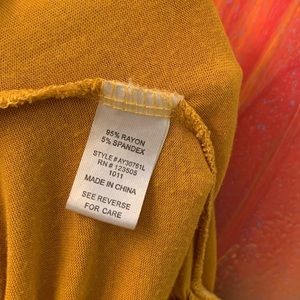 95% RAYON
5% SPANDEX
STYLE # AY30761L
RN # 123505
1011
MADE IN CHINA
SEE REVERSE
FOR CARE